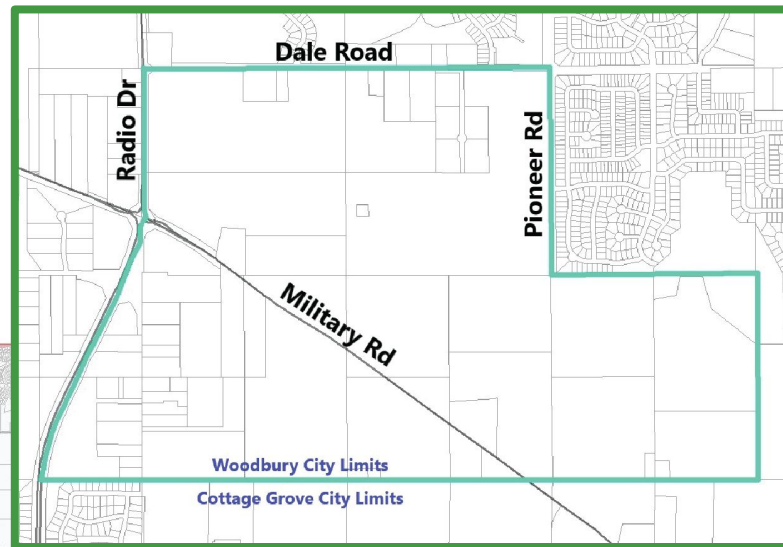 Dale Road
Radio Dr
Pioneer Rd
Military Rd
Woodbury City Limits
Cottage Grove City Limits